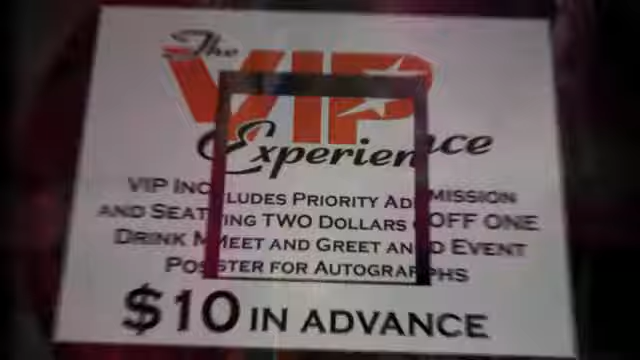 The
VIP
Experience
VIP INCLUDES PRIORITY ADMISSION
AND SEATING TWO DOLLARS OFF ONE
DRINK MEET AND GREET AND EVENT
POSTER FOR AUTOGRAPHS
$10 IN ADVANCE